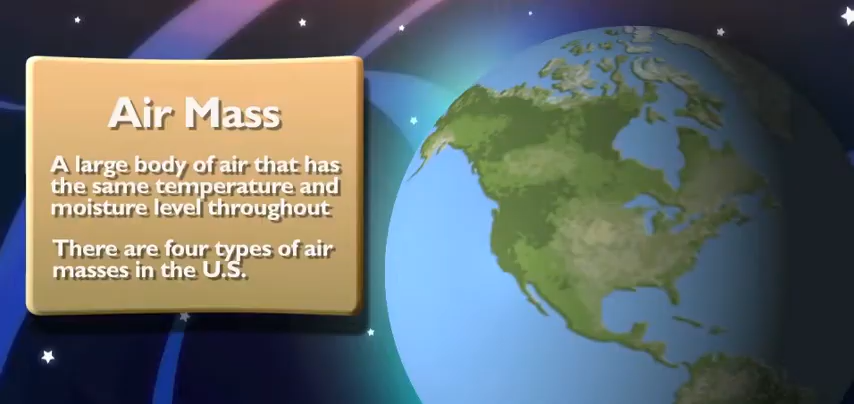 Air Mass
A large body of air that has
the same temperature and
moisture level throughout
There are four types of air
masses in the U.S.